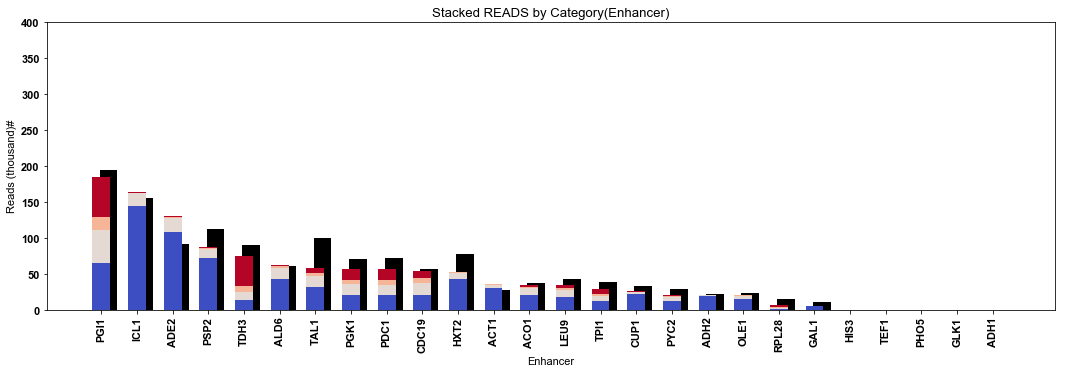 Stacked READS by Category(Enhancer)
Reads (thousand)#
400
350
300
250
200
150
100
50
0
PGI1
ICL1
ADE2
PSP2
TDH3
ALD6
TAL1
PGK1
PDC1
CDC19
HXT2
ACT1
ACO1
LEU9
TPI1
CUP1
PYC2
ADH2
OLE1
RPL28
GAL1
HIS3
TEF1
PHO5
GLK1
ADH1
Enhancer